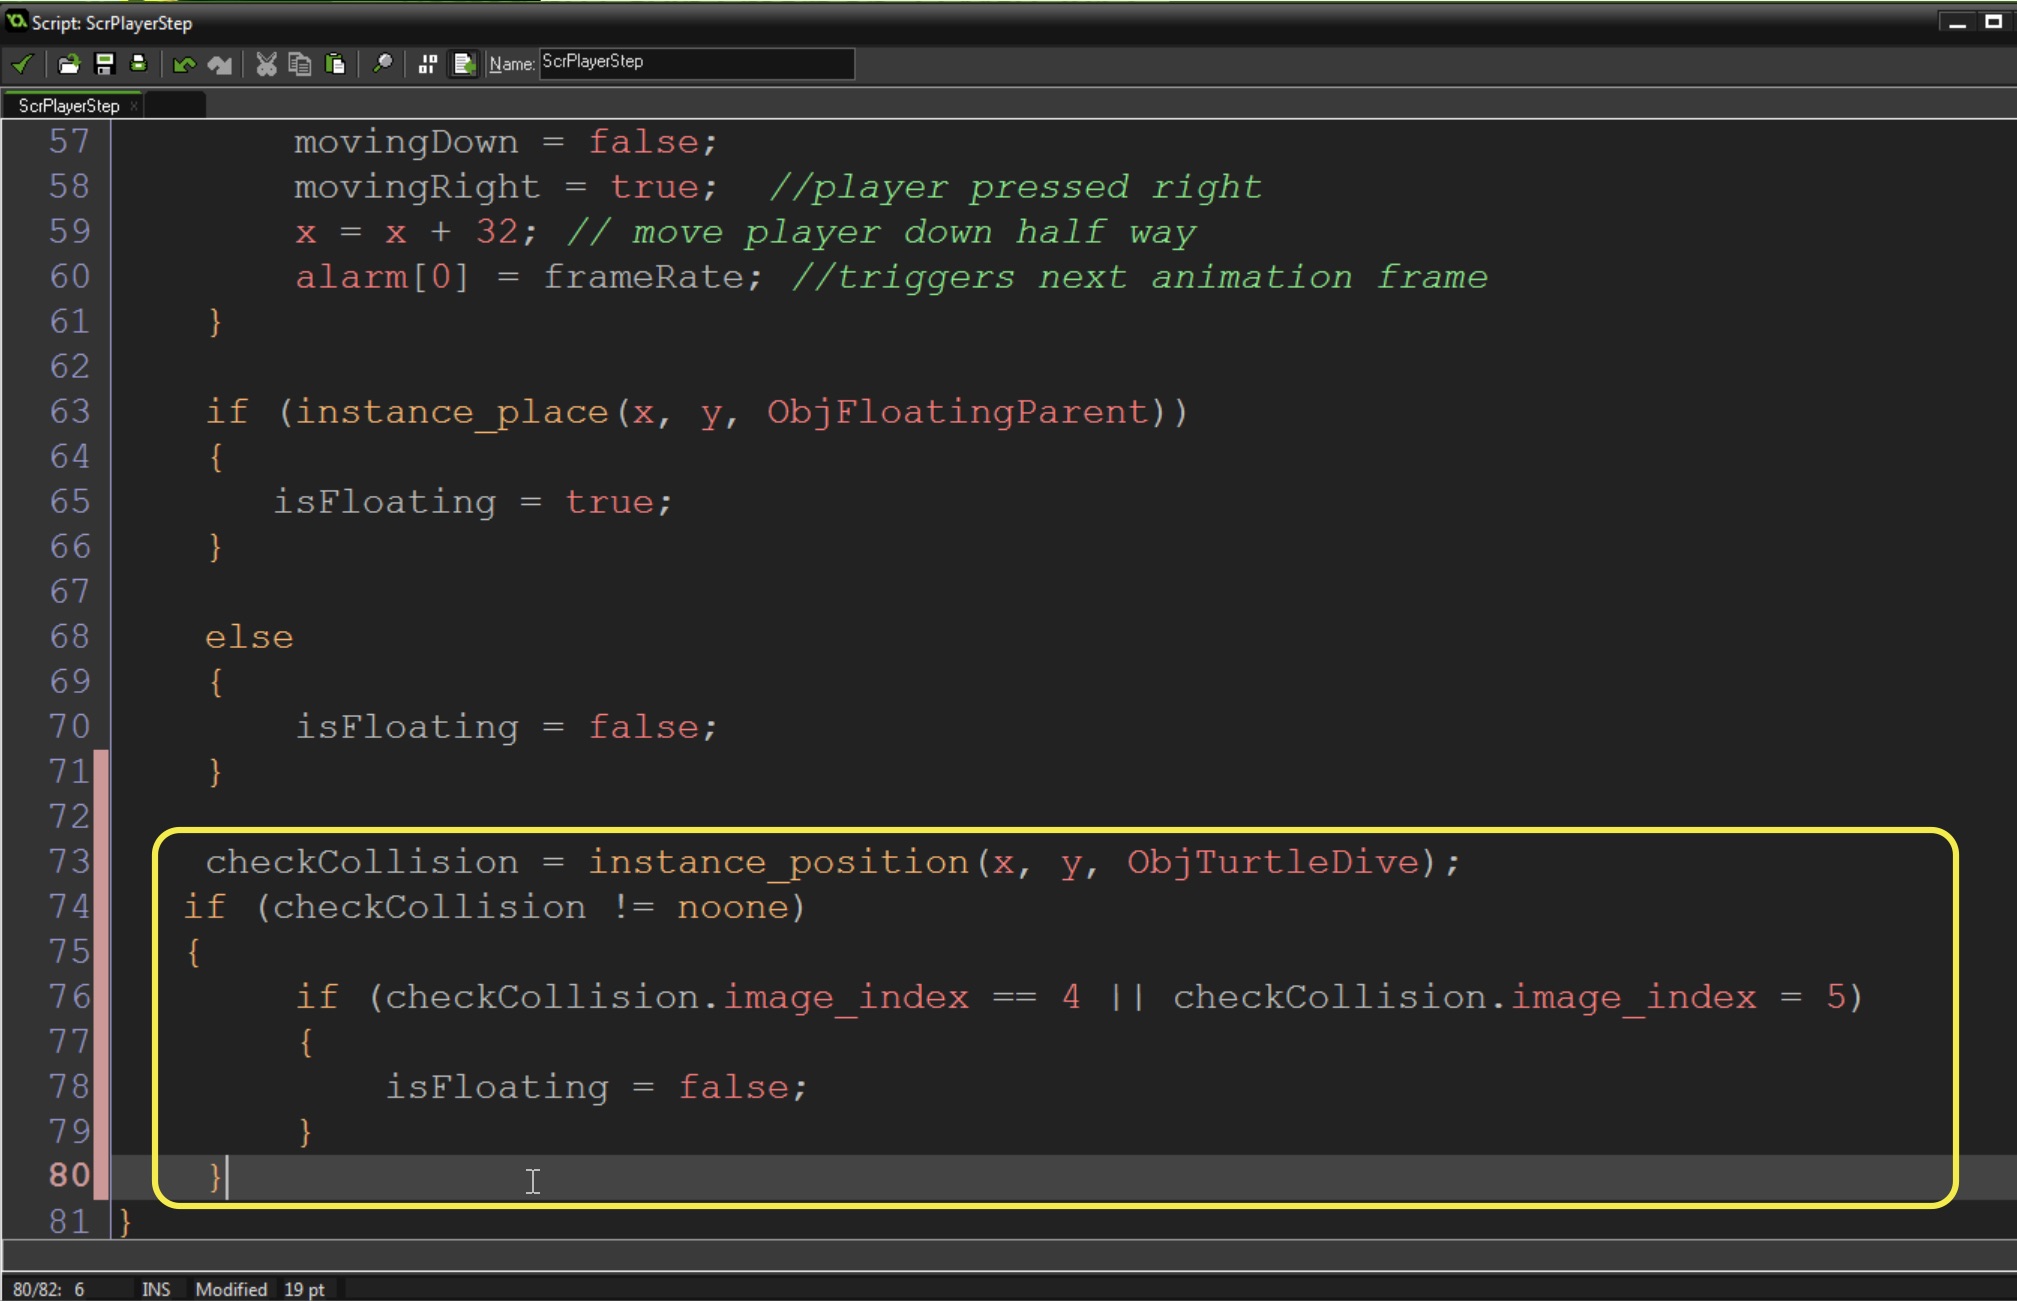 Script: ScrPlayerStep
Name: ScrPlayerStep
ScrPlayerStep x
57 movingDown = false;
58 movingRight = true; //player pressed right
59 x = x + 32; // move player down half way
60 alarm[0] = frameRate; //triggers next animation frame
61 }
62
63 if (instance_place(x, y, ObjFloatingParent))
64 {
65 isFloating = true;
66 }
67
68 else
69 {
70 isFloating = false;
71 }
72
73 checkCollision = instance_position(x, y, ObjTurtleDive);
74 if (checkCollision != noone)
75 {
76 if (checkCollision.image_index == 4 || checkCollision.image_index = 5)
77 {
78 isFloating = false;
79 }
80 }
81 }
80/82: 6 INS Modified 19 pt